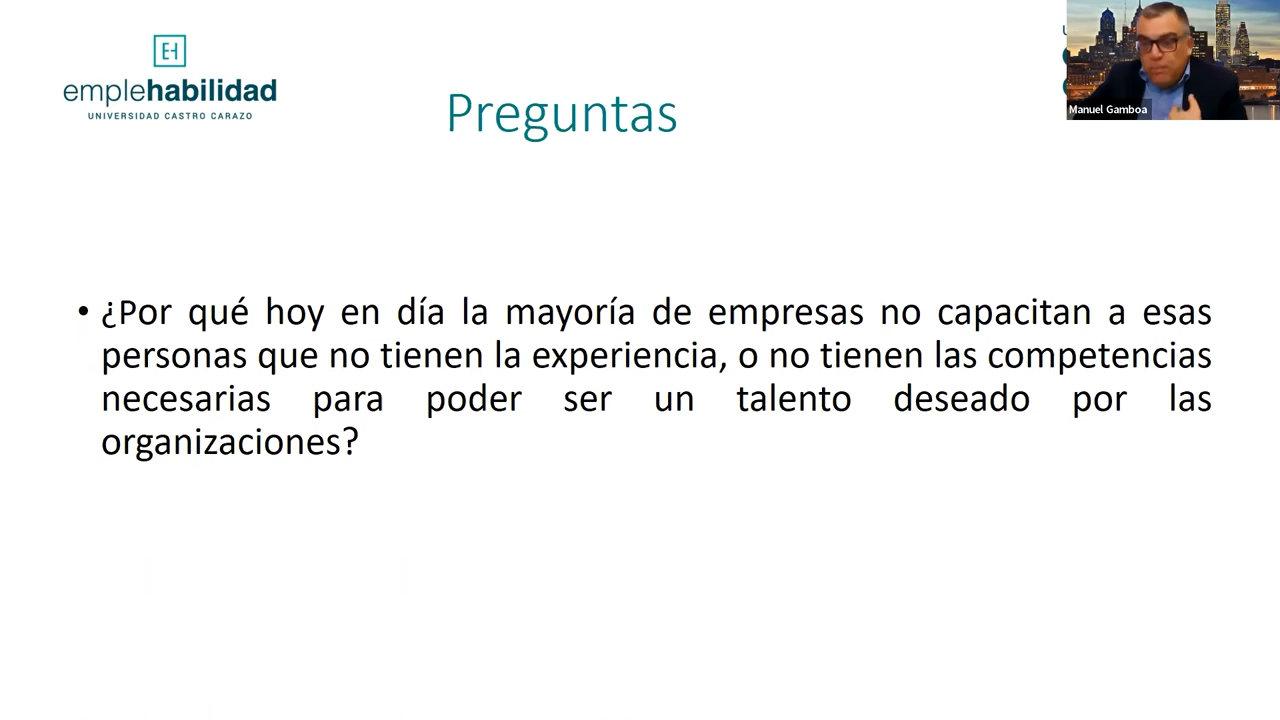 EH
emplehabilidad
UNIVERSIDAD CASTRO CARAZO
Preguntas
Manuel Gamboa
• ¿Por qué hoy en día la mayoría de empresas no capacitan a esas
personas que no tienen la experiencia, o no tienen las competencias
necesarias para poder ser un talento deseado por las
organizaciones?